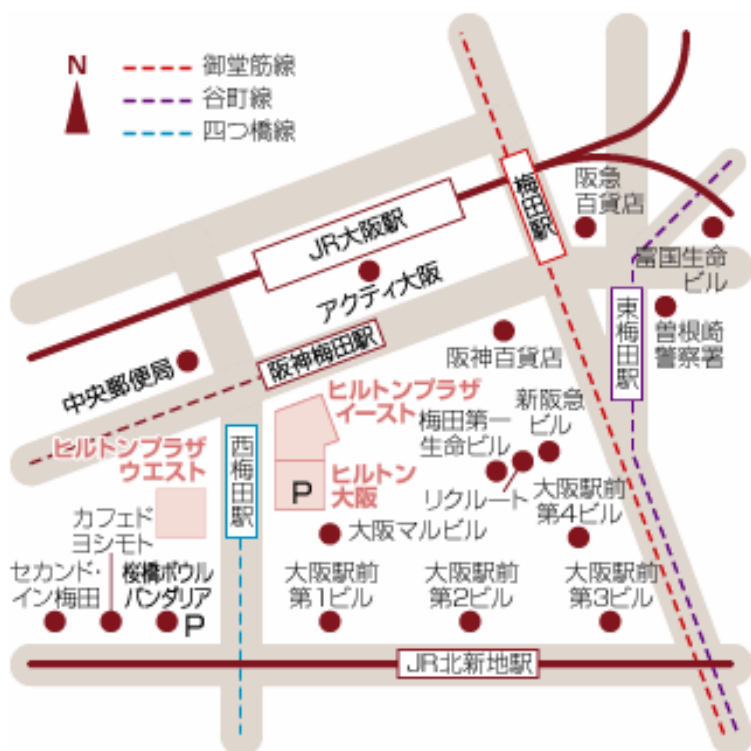 N
御堂筋線
谷町線
四つ橋線
梅田駅
阪急
百貨店
JR大阪駅
富国生命
ビル
アクティ大阪
東梅田駅
曽根崎
警察署
阪神梅田駅
阪神百貨店
中央郵便局
ヒルトンプラザ
イースト
新阪急
ビル
梅田第一
生命ビル
ヒルトンプラザ
ウエスト
西梅田駅
ヒルトン
大阪
P
リクルート
大阪駅前
第4ビル
カフェド
ヨシモト
大阪マルビル
セカンド・
イン梅田
桜橋ボウル
パンダリア
P
大阪駅前
第1ビル
大阪駅前
第2ビル
大阪駅前
第3ビル
JR北新地駅